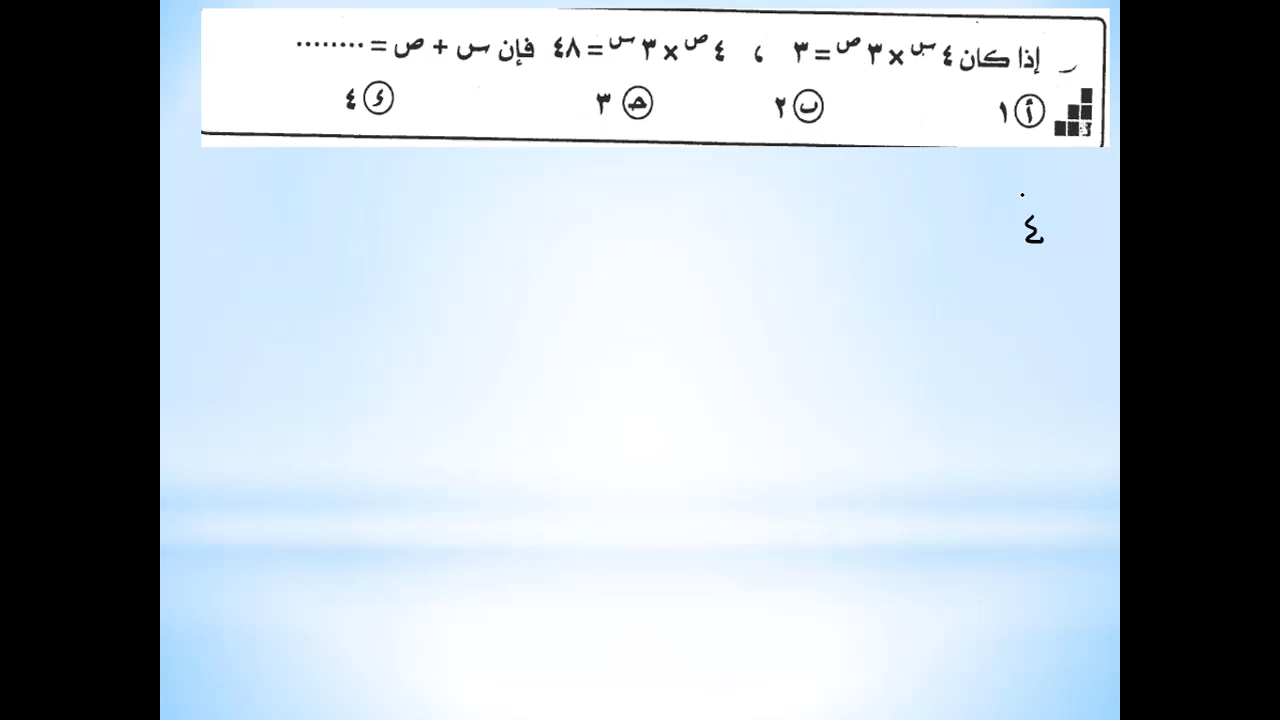 إذا كان ٤ س × ٣ ص = ٣ ، ٤ ص × ٣ س = ٤٨ فإن س + ص = ........
أ ١ ب ٢ ج ٣ د ٤
٤